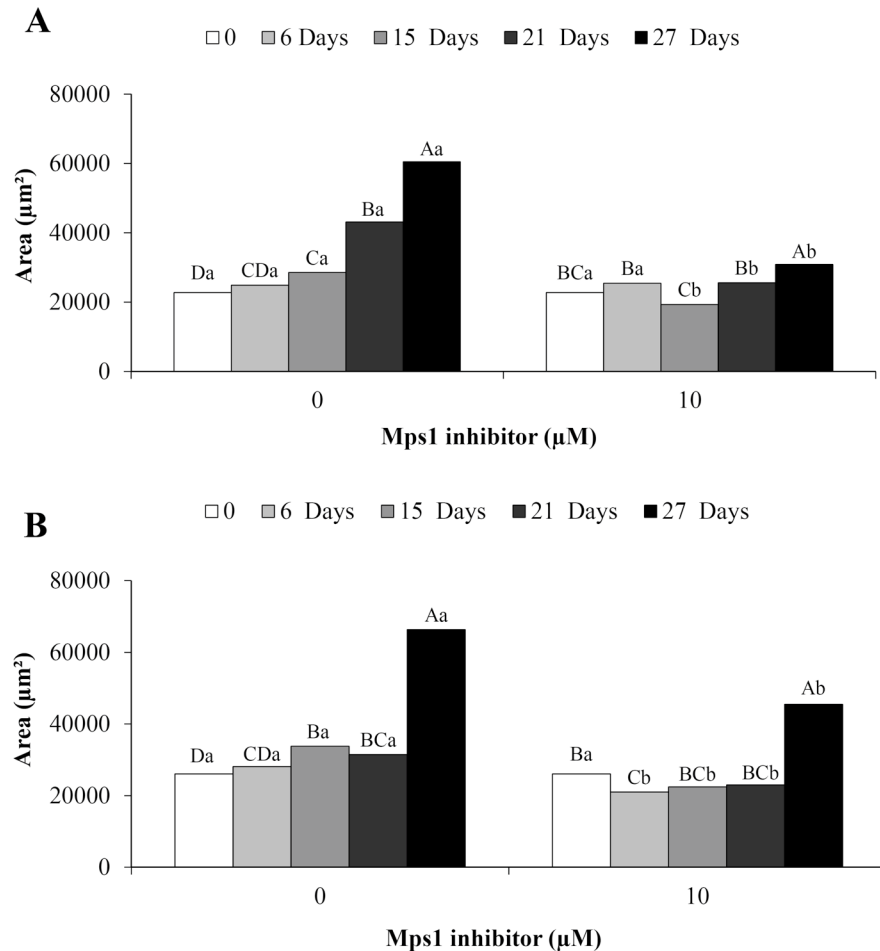 A
0 6 Days 15 Days 21 Days 27 Days
80000
60000
40000
20000
0
Area (µm²)
Da CDa Ca Ba Aa BCa Ba Cb Bb Ab
0 10
Mps1 inhibitor (µM)
B
0 6 Days 15 Days 21 Days 27 Days
80000
60000
40000
20000
0
Area (µm²)
Da CDa Ba BCa Aa Ba Cb BCb BCb Ab
0 10
Mps1 inhibitor (µM)